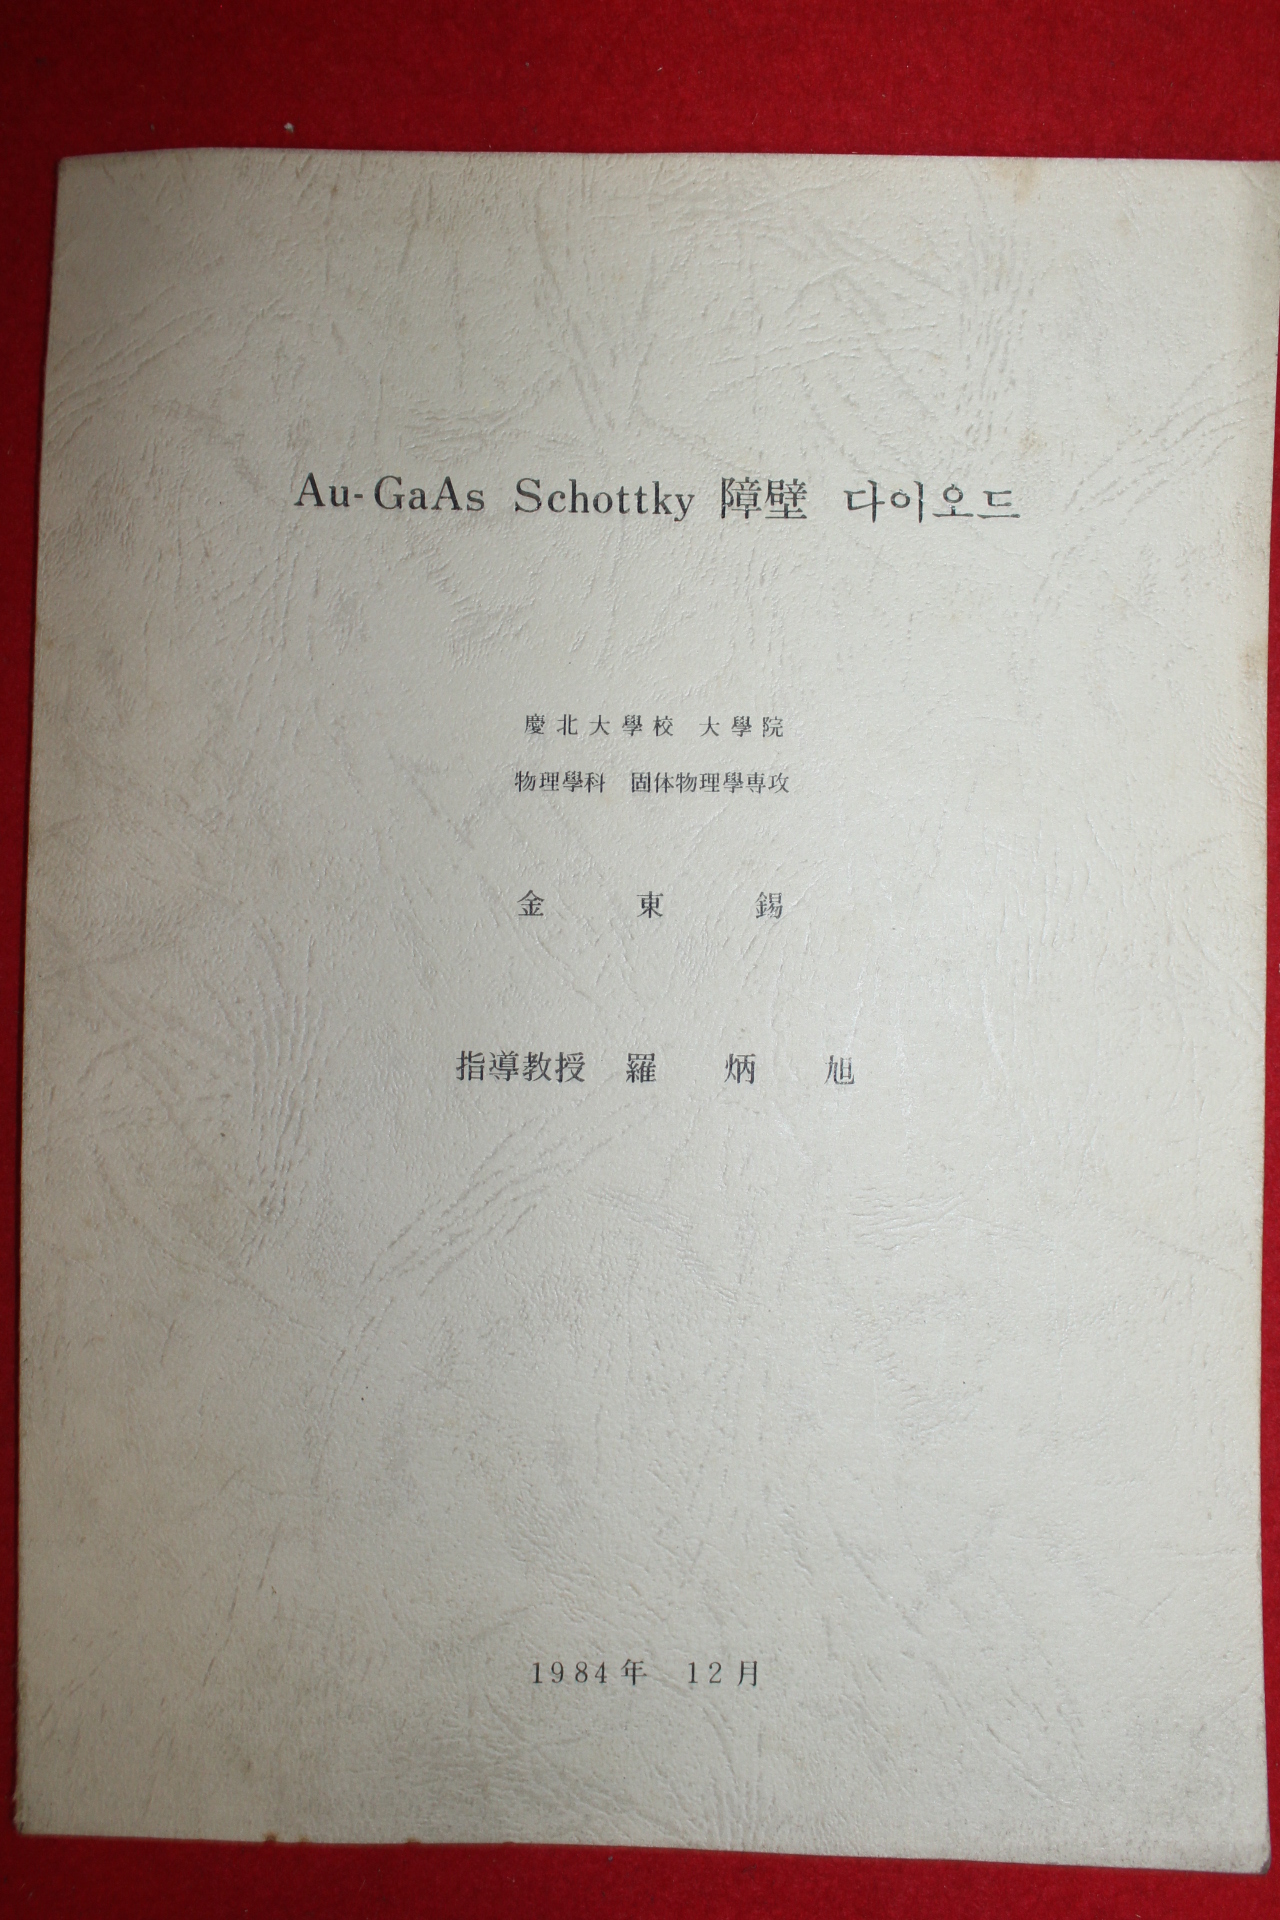 Au-GaAs Schottky 障壁 다이오드
慶北大學校 大學院
物理學科 固体物理學專攻
金 東 錫
指導教授 羅 炳 旭
1984年 12月